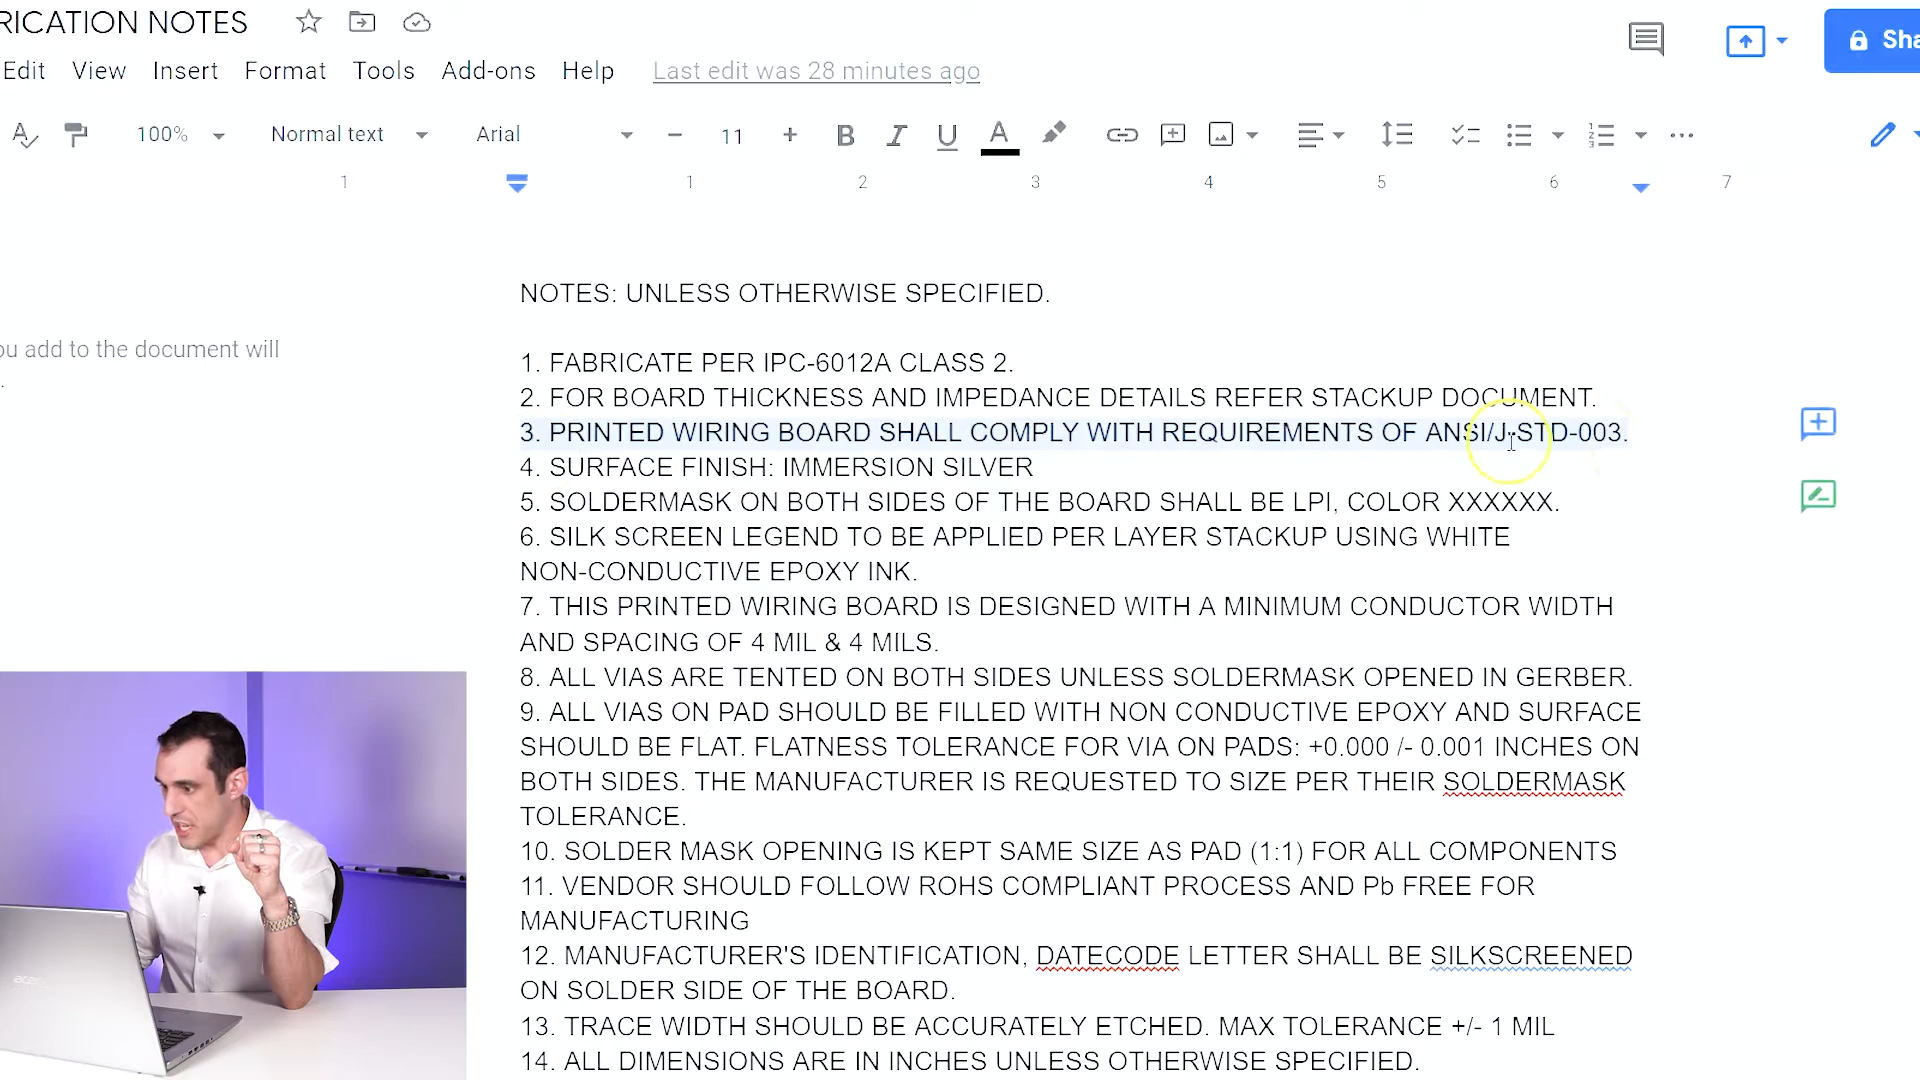 RICATION NOTES
Edit View Insert Format Tools Add-ons Help Last edit was 28 minutes ago
Sha
100% Normal text Arial 11
1 1 2 3 4 5 6 7
NOTES: UNLESS OTHERWISE SPECIFIED.
ou add to the document will
.
1. FABRICATE PER IPC-6012A CLASS 2.
2. FOR BOARD THICKNESS AND IMPEDANCE DETAILS REFER STACKUP DOCUMENT.
3. PRINTED WIRING BOARD SHALL COMPLY WITH REQUIREMENTS OF ANSI/J-STD-003.
4. SURFACE FINISH: IMMERSION SILVER
5. SOLDERMASK ON BOTH SIDES OF THE BOARD SHALL BE LPI, COLOR XXXXXX.
6. SILK SCREEN LEGEND TO BE APPLIED PER LAYER STACKUP USING WHITE
NON-CONDUCTIVE EPOXY INK.
7. THIS PRINTED WIRING BOARD IS DESIGNED WITH A MINIMUM CONDUCTOR WIDTH
AND SPACING OF 4 MIL & 4 MILS.
8. ALL VIAS ARE TENTED ON BOTH SIDES UNLESS SOLDERMASK OPENED IN GERBER.
9. ALL VIAS ON PAD SHOULD BE FILLED WITH NON CONDUCTIVE EPOXY AND SURFACE
SHOULD BE FLAT. FLATNESS TOLERANCE FOR VIA ON PADS: +0.000 /- 0.001 INCHES ON
BOTH SIDES. THE MANUFACTURER IS REQUESTED TO SIZE PER THEIR SOLDERMASK
TOLERANCE.
10. SOLDER MASK OPENING IS KEPT SAME SIZE AS PAD (1:1) FOR ALL COMPONENTS
11. VENDOR SHOULD FOLLOW ROHS COMPLIANT PROCESS AND Pb FREE FOR
MANUFACTURING
12. MANUFACTURER'S IDENTIFICATION, DATECODE LETTER SHALL BE SILKSCREENED
ON SOLDER SIDE OF THE BOARD.
13. TRACE WIDTH SHOULD BE ACCURATELY ETCHED. MAX TOLERANCE +/- 1 MIL
14. ALL DIMENSIONS ARE IN INCHES UNLESS OTHERWISE SPECIFIED.
acer